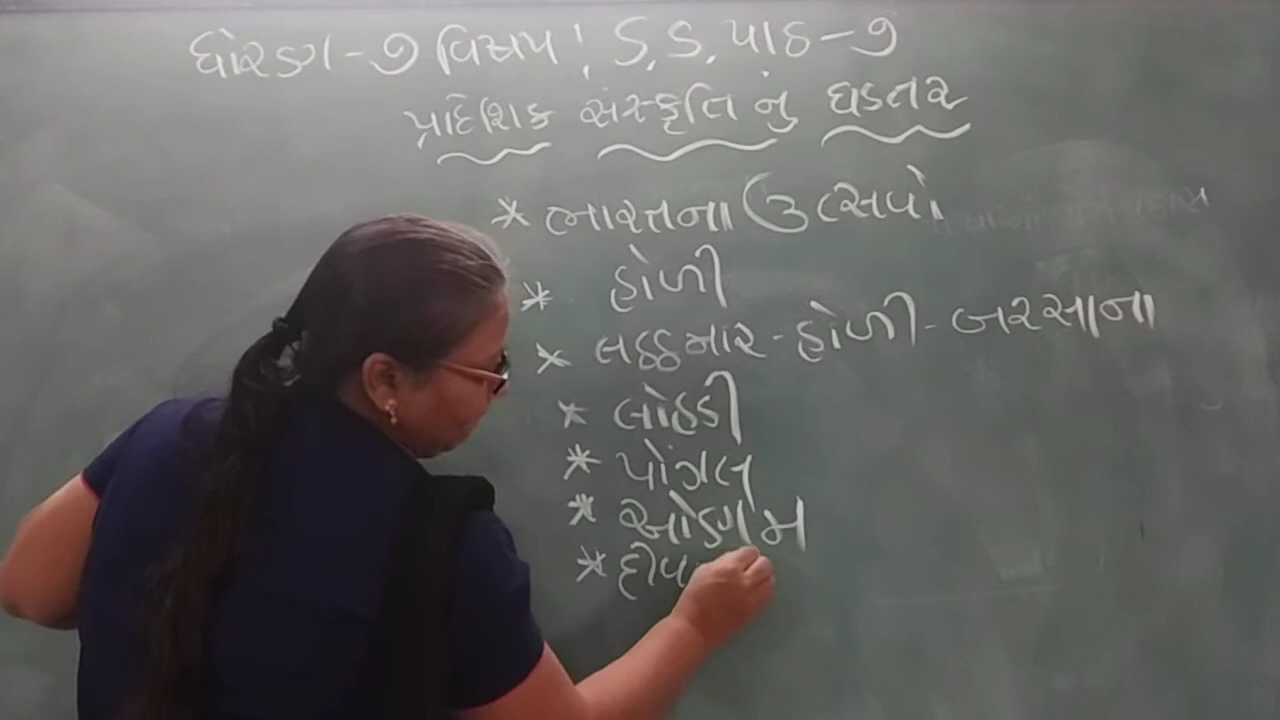 ધોરણ-૭ વિષય: S.S. પાઠ-૭
પ્રાદેશિક સંસ્કૃતિ નું ઘડતર
* ભારતના ઉત્સવો
* હોળી
* લઠ્ઠમાર-હોળી-બરસાના
* લોહડી
* પોંગલ
* ઓણમ
*